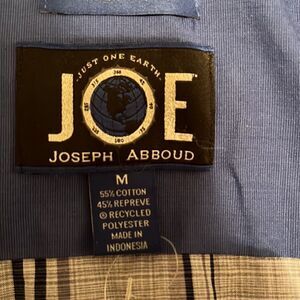 JUST ONE EARTH
JOE
JOSEPH ABBOUD
M
55% COTTON
45% REPREVE
® RECYCLED
POLYESTER
MADE IN
INDONESIA